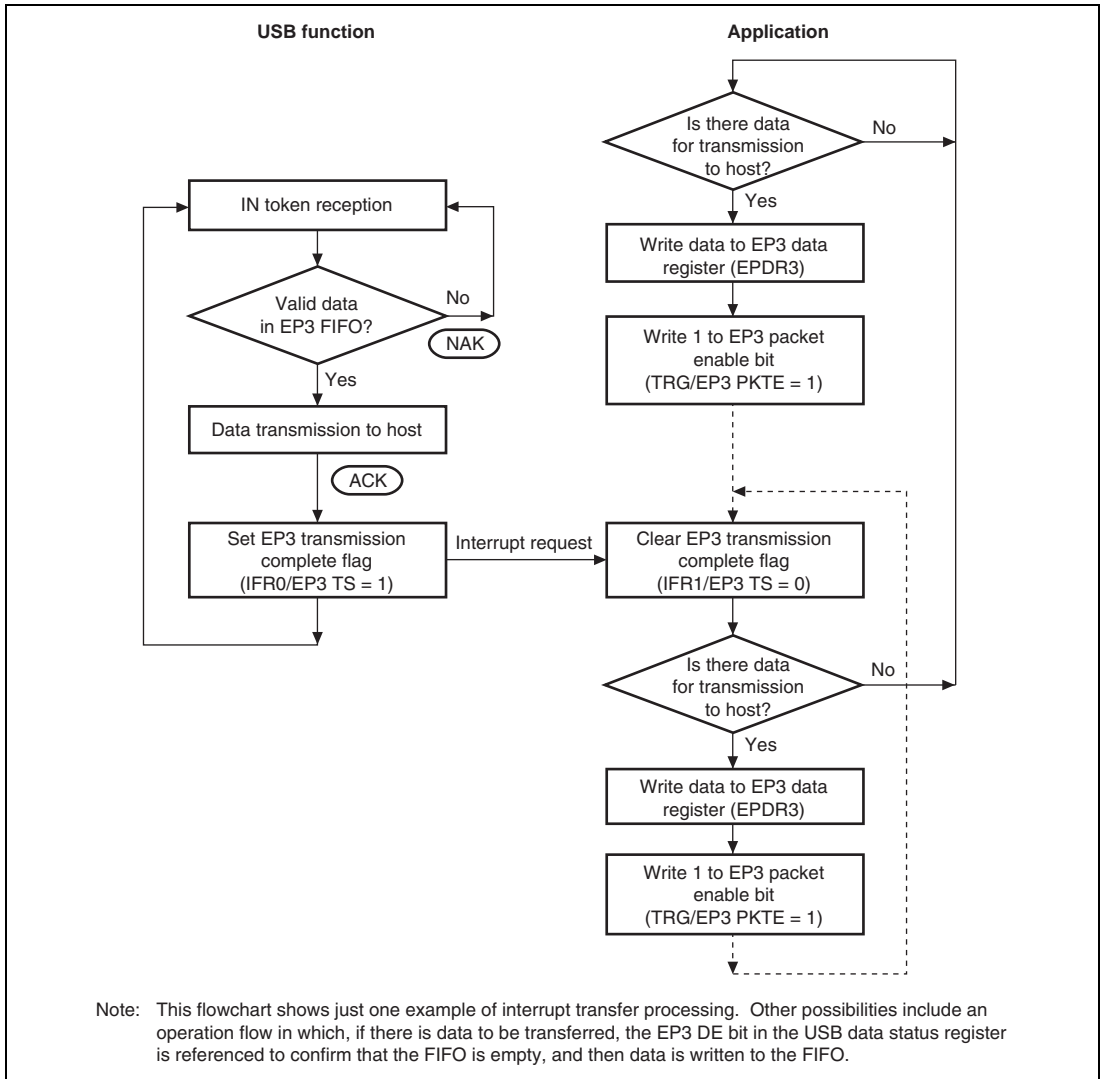 USB function
Application
Is there data
for transmission
to host?
No
Yes
IN token reception
Write data to EP3 data
register (EPDR3)
Valid data
in EP3 FIFO?
No
NAK
Yes
Write 1 to EP3 packet
enable bit
(TRG/EP3 PKTE = 1)
Data transmission to host
ACK
Set EP3 transmission
complete flag
(IFR0/EP3 TS = 1)
Interrupt request
Clear EP3 transmission
complete flag
(IFR1/EP3 TS = 0)
Is there data
for transmission
to host?
No
Yes
Write data to EP3 data
register (EPDR3)
Write 1 to EP3 packet
enable bit
(TRG/EP3 PKTE = 1)
Note: This flowchart shows just one example of interrupt transfer processing. Other possibilities include an
operation flow in which, if there is data to be transferred, the EP3 DE bit in the USB data status register
is referenced to confirm that the FIFO is empty, and then data is written to the FIFO.